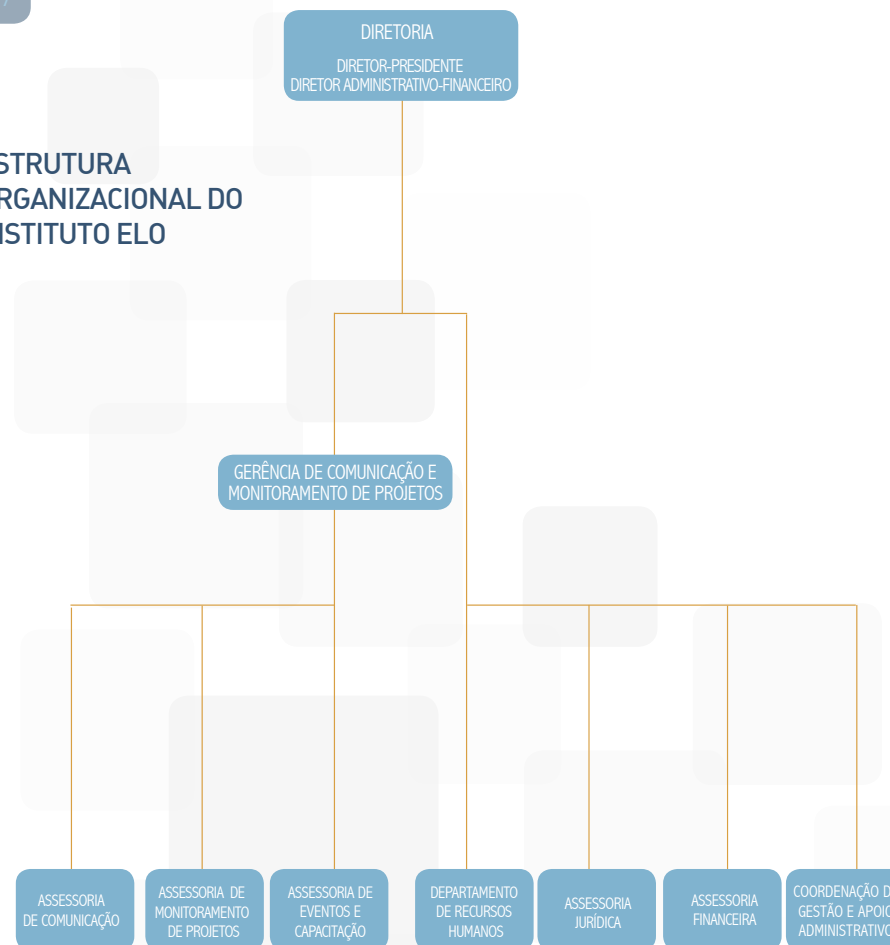 DIRETORIA
DIRETOR-PRESIDENTE
DIRETOR ADMINISTRATIVO-FINANCEIRO
STRUTURA
RGANIZACIONAL DO
STITUTO ELO
GERÊNCIA DE COMUNICAÇÃO E
MONITORAMENTO DE PROJETOS
ASSESSORIA
DE COMUNICAÇÃO
ASSESSORIA DE
MONITORAMENTO
DE PROJETOS
ASSESSORIA DE
EVENTOS E
CAPACITAÇÃO
DEPARTAMENTO
DE RECURSOS
HUMANOS
ASSESSORIA
JURÍDICA
ASSESSORIA
FINANCEIRA
COORDENAÇÃO D
GESTÃO E APOIO
ADMINISTRATIVO